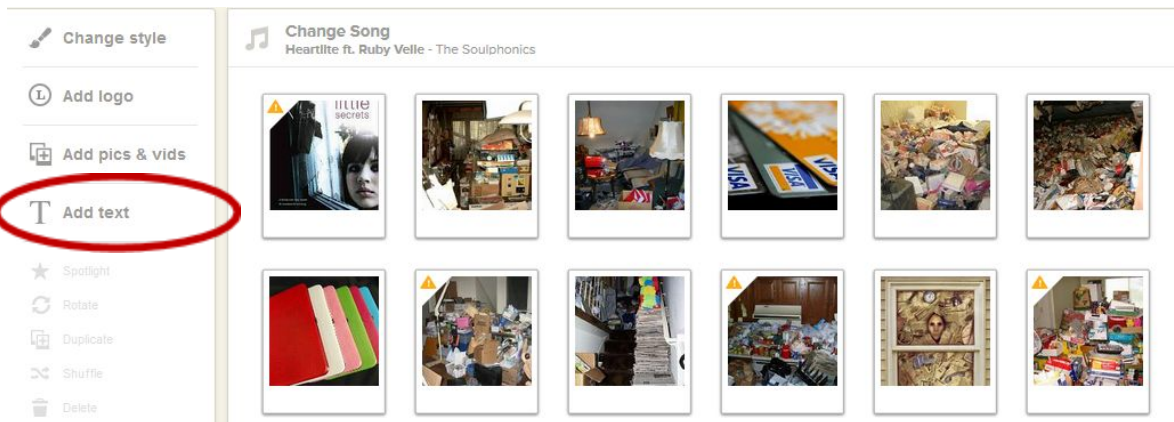 Change style
Add logo
Add pics & vids
Add text
Spotlight
Rotate
Duplicate
Shuffle
Delete
Change Song
Heartlite ft. Ruby Velle - The Soulphonics
little
secrets
VISA
VISA